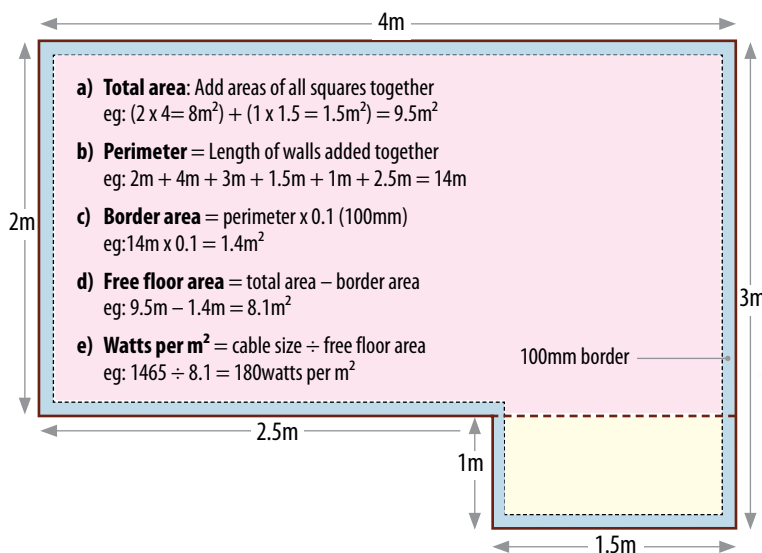 4m
a) Total area: Add areas of all squares together
eg: (2 x 4= 8m²) + (1 x 1.5 = 1.5m²) = 9.5m²
b) Perimeter = Length of walls added together
eg: 2m + 4m + 3m + 1.5m + 1m + 2.5m = 14m
2m
c) Border area = perimeter x 0.1 (100mm)
eg:14m x 0.1 = 1.4m²
d) Free floor area = total area – border area
eg: 9.5m – 1.4m = 8.1m²
3m
e) Watts per m² = cable size ÷ free floor area
eg: 1465 ÷ 8.1 = 180watts per m²
100mm border
2.5m
1m
1.5m